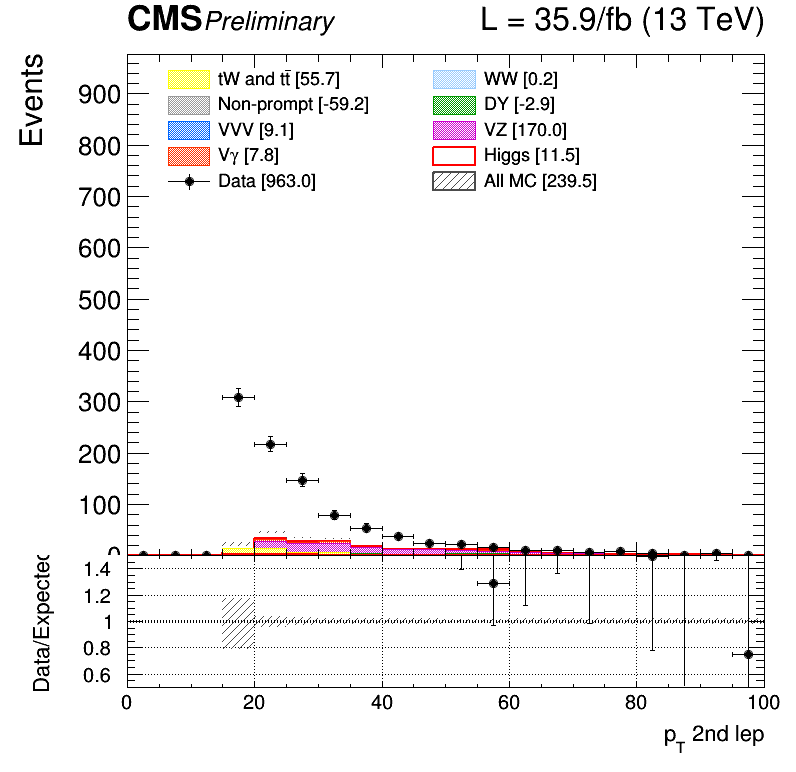 CMS Preliminary L = 35.9/fb (13 TeV)
Events
tW and tt̄ [55.7] WW [0.2]
Non-prompt [-59.2] DY [-2.9]
VVV [9.1] VZ [170.0]
Vγ [7.8] Higgs [11.5]
Data [963.0] All MC [239.5]
900
800
700
600
500
400
300
200
100
0
Data/Expected
1.4
1.2
1
0.8
0.6
0 20 40 60 80 100
p_T 2nd lep